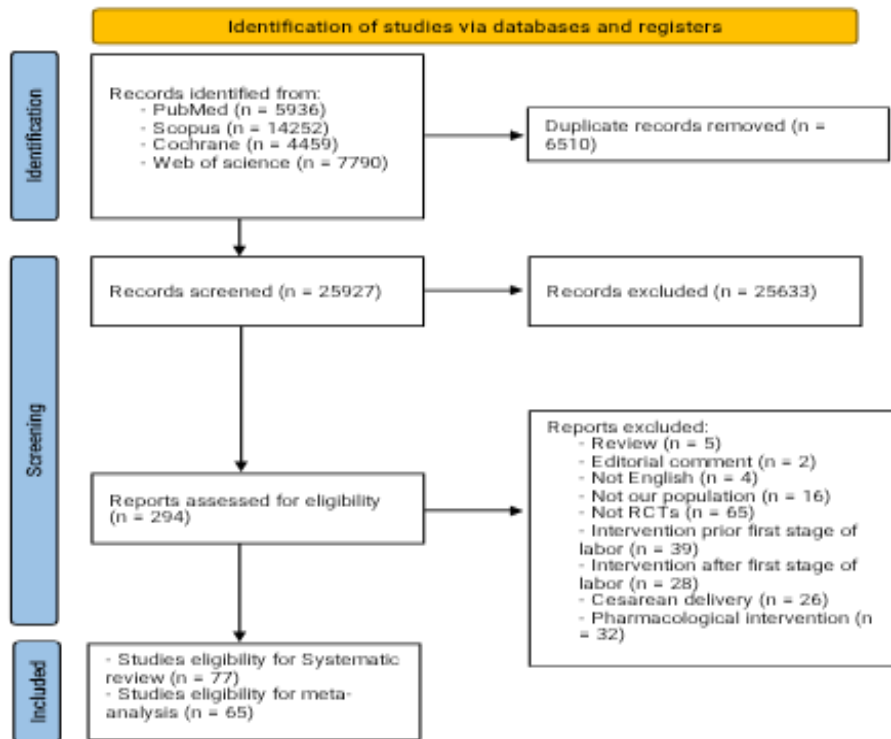 Identification of studies via databases and registers
Identification
Records identified from:
- PubMed (n = 5936)
- Scopus (n = 14252)
- Cochrane (n = 4459)
- Web of science (n = 7790)
Duplicate records removed (n =
6510)
Screening
Records screened (n = 25927)
Records excluded (n = 25633)
Reports assessed for eligibility
(n = 294)
Reports excluded:
- Review (n = 5)
- Editorial comment (n = 2)
- Not English (n = 4)
- Not our population (n = 16)
- Not RCTs (n = 65)
- Intervention prior first stage of
labor (n = 39)
- Intervention after first stage of
labor (n = 28)
- Cesarean delivery (n = 26)
- Pharmacological intervention (n
= 32)
Included
- Studies eligibility for Systematic
review (n = 77)
- Studies eligibility for meta-
analysis (n = 65)